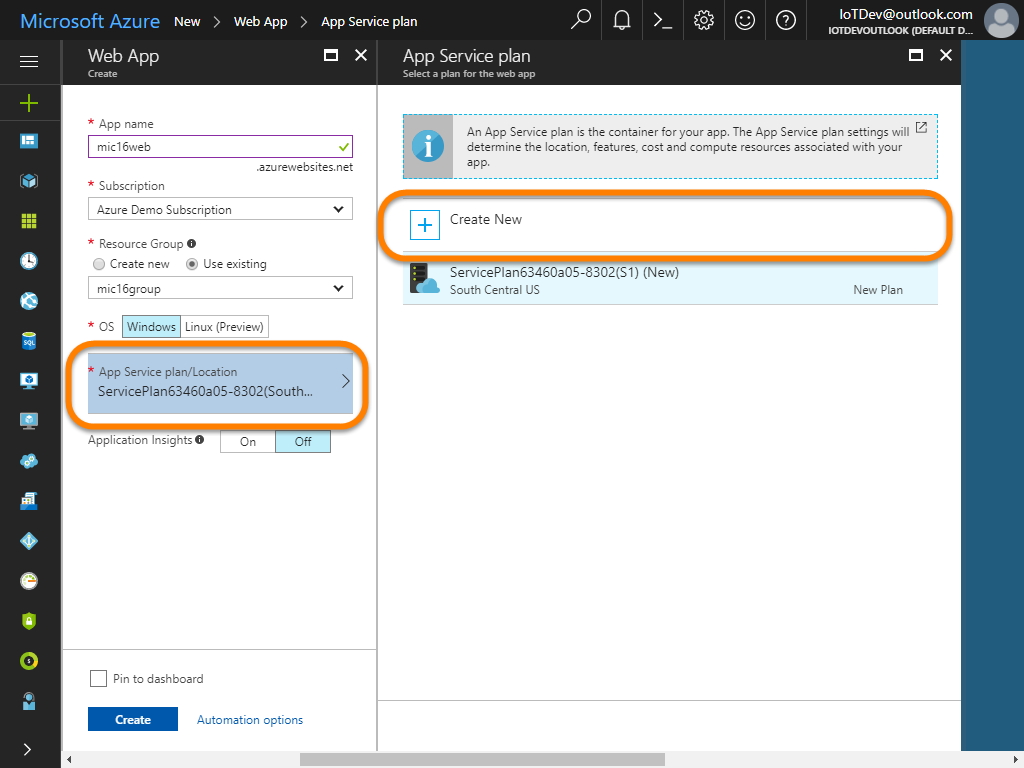 Microsoft Azure New > Web App > App Service plan
IoTDev@outlook.com
IOTDEVOUTLOOK (DEFAULT D...
Web App
Create
* App name
mic16web
.azurewebsites.net
* Subscription
Azure Demo Subscription
* Resource Group
Create new Use existing
mic16group
* OS Windows Linux (Preview)
* App Service plan/Location
ServicePlan63460a05-8302(South...
Application Insights On Off
Pin to dashboard
Create Automation options
App Service plan
Select a plan for the web app
An App Service plan is the container for your app. The App Service plan settings will
determine the location, features, cost and compute resources associated with your
app.
Create New
ServicePlan63460a05-8302(S1) (New)
South Central US New Plan
SQL